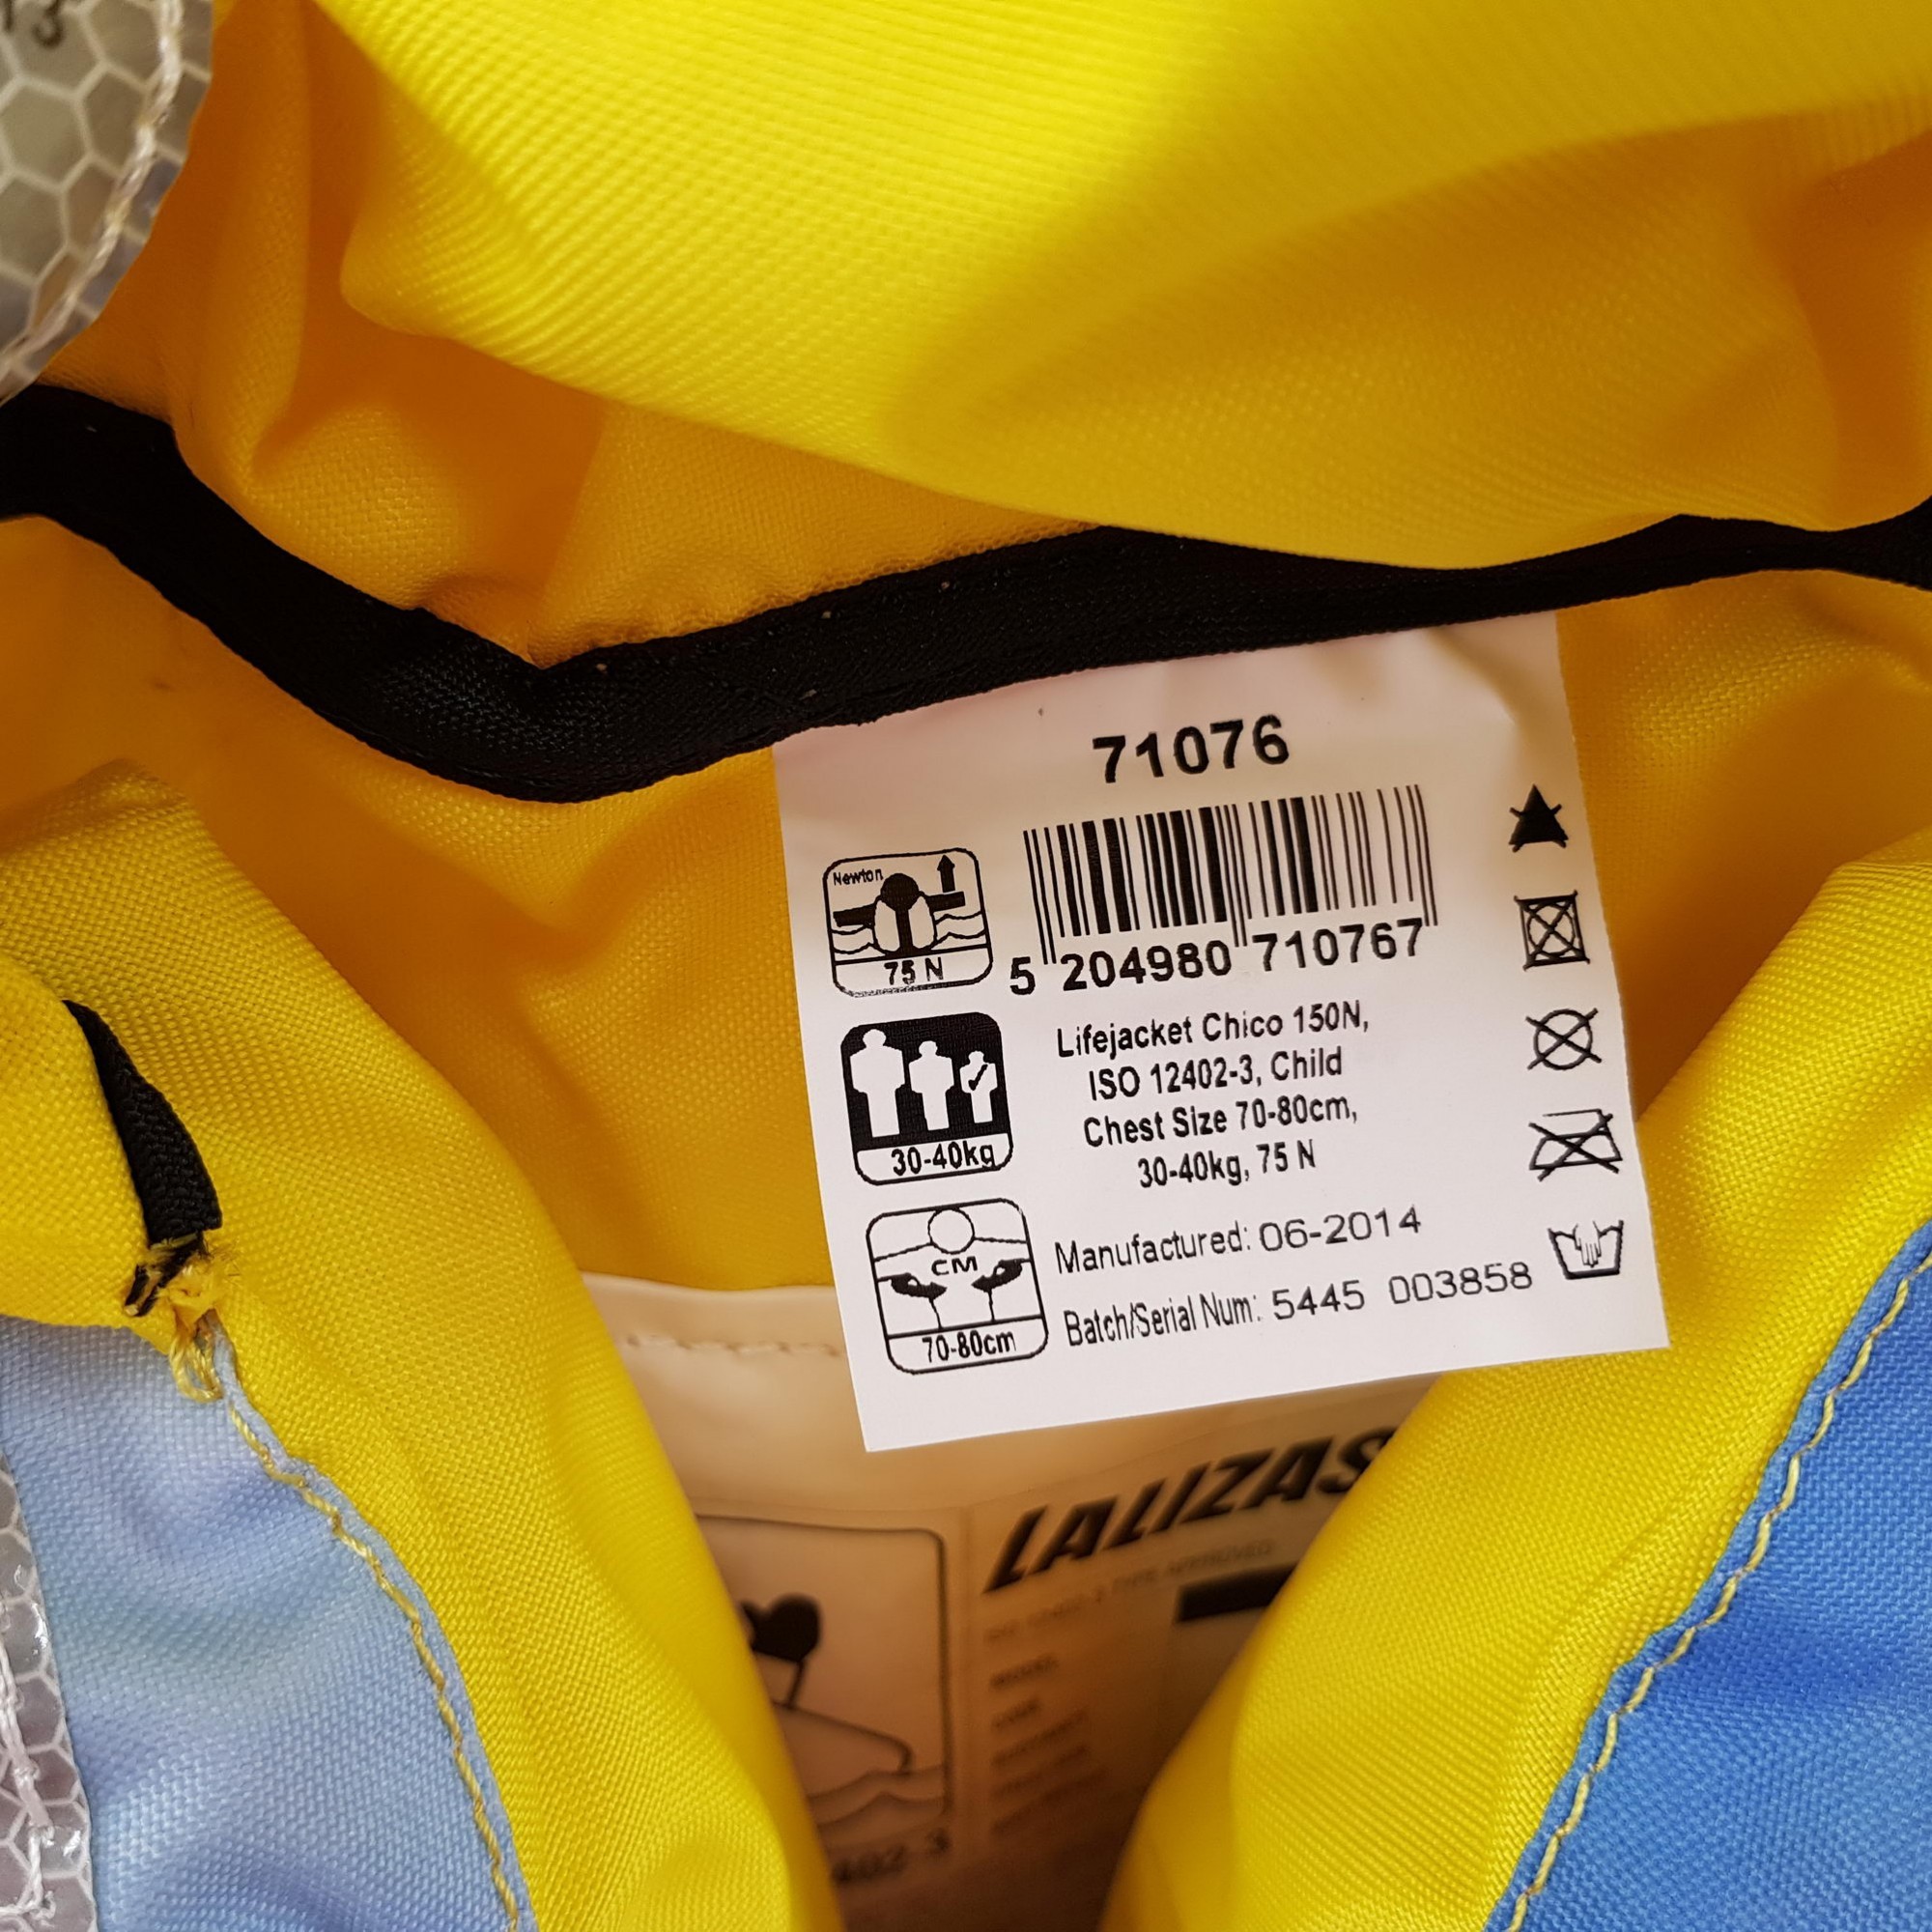 71076
Newton
75 N
5 204980 710767
30-40kg
Lifejacket Chico 150N,
ISO 12402-3, Child
Chest Size 70-80cm,
30-40kg, 75 N
CM
70-80cm
Manufactured: 06-2014
Batch/Serial Num: 5445 003858
LALIZAS